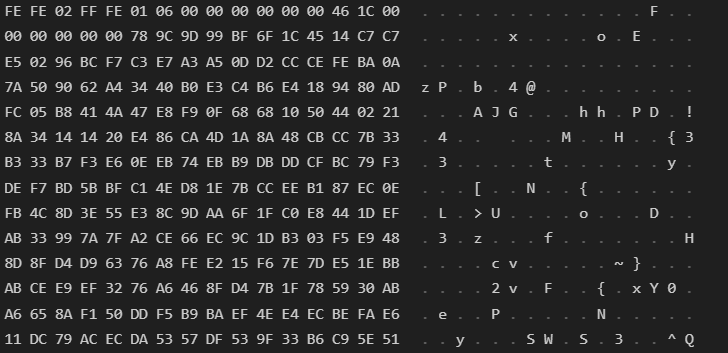 FE FE 02 FF FE 01 06 00 00 00 00 00 00 46 1C 00 . . . . . . . . . . . . . F . .
00 00 00 00 00 78 9C 9D 99 BF 6F 1C 45 14 C7 C7 . . . . . x . . . . o . E . . .
E5 02 96 BC F7 C3 E7 A3 A5 0D D2 CC CE FE BA 0A . . . . . . . . . . . . . . . .
7A 50 90 62 A4 34 40 B0 E3 C4 B6 E4 18 94 80 AD z P . b . 4 @ . . . . . . . . .
FC 05 B8 41 4A 47 E8 F9 0F 68 68 10 50 44 02 21 . . . A J G . . . h h . P D . !
8A 34 14 14 20 E4 86 CA 4D 1A 8A 48 CB CC 7B 33 . 4 . . . . . . M . . H . . { 3
B3 33 B7 F3 E6 0E EB 74 EB B9 DB DD CF BC 79 F3 . 3 . . . . . t . . . . . . y .
DE F7 BD 5B BF C1 4E D8 1E 7B CC EE B1 87 EC 0E . . . [ . . N . . { . . . . . .
FB 4C 8D 3E 55 E3 8C 9D AA 6F 1F C0 E8 44 1D EF . L . > U . . . . o . . . D . .
AB 33 99 7A 7F A2 CE 66 EC 9C 1D B3 03 F5 E9 48 . 3 . z . . . f . . . . . . . H
8D 8F D4 D9 63 76 A8 FE E2 15 F6 7E 7D E5 1E BB . . . . c v . . . . . ~ } . . .
AB CE E9 EF 32 76 A6 46 8F D4 7B 1F 78 59 30 AB . . . . 2 v . F . . { . x Y 0 .
A6 65 8A F1 50 DD F5 B9 BA EF 4E E4 EC BE FA E6 . e . . P . . . . . N . . . . .
11 DC 79 AC EC DA 53 57 DF 53 9F 33 B6 C9 5E 51 . . y . . . S W . S . 3 . . ^ Q